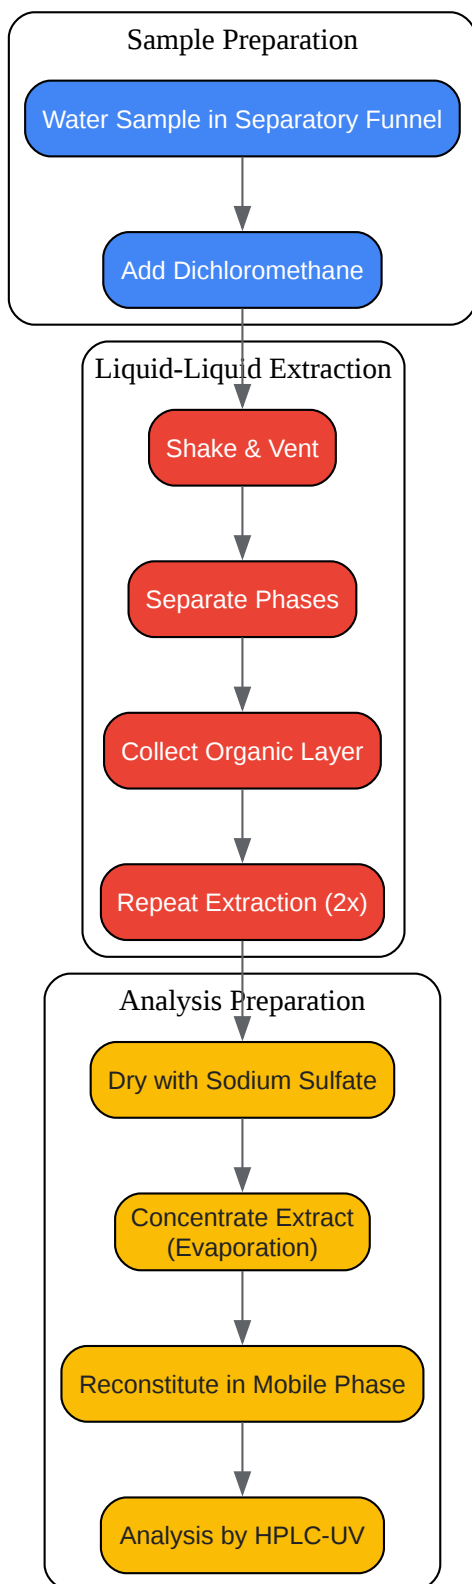 Sample Preparation
Water Sample in Separatory Funnel
Add Dichloromethane
Liquid-Liquid Extraction
Shake & Vent
Separate Phases
Collect Organic Layer
Repeat Extraction (2x)
Analysis Preparation
Dry with Sodium Sulfate
Concentrate Extract
(Evaporation)
Reconstitute in Mobile Phase
Analysis by HPLC-UV